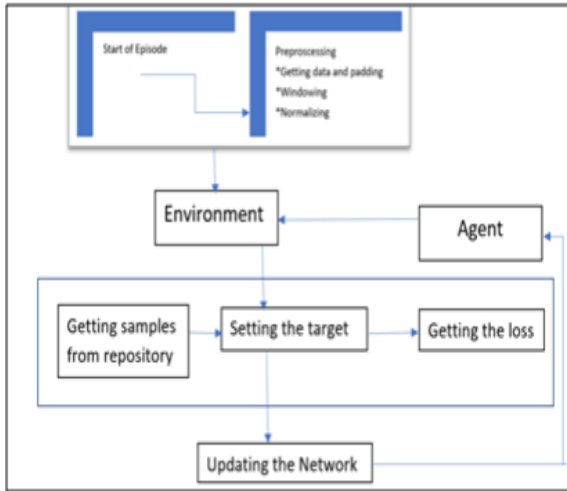 Start of Episode
Preproscessing
*Getting data and padding
*Windowing
*Normalizing
Environment
Agent
Getting samples
from repository
Setting the target
Getting the loss
Updating the Network